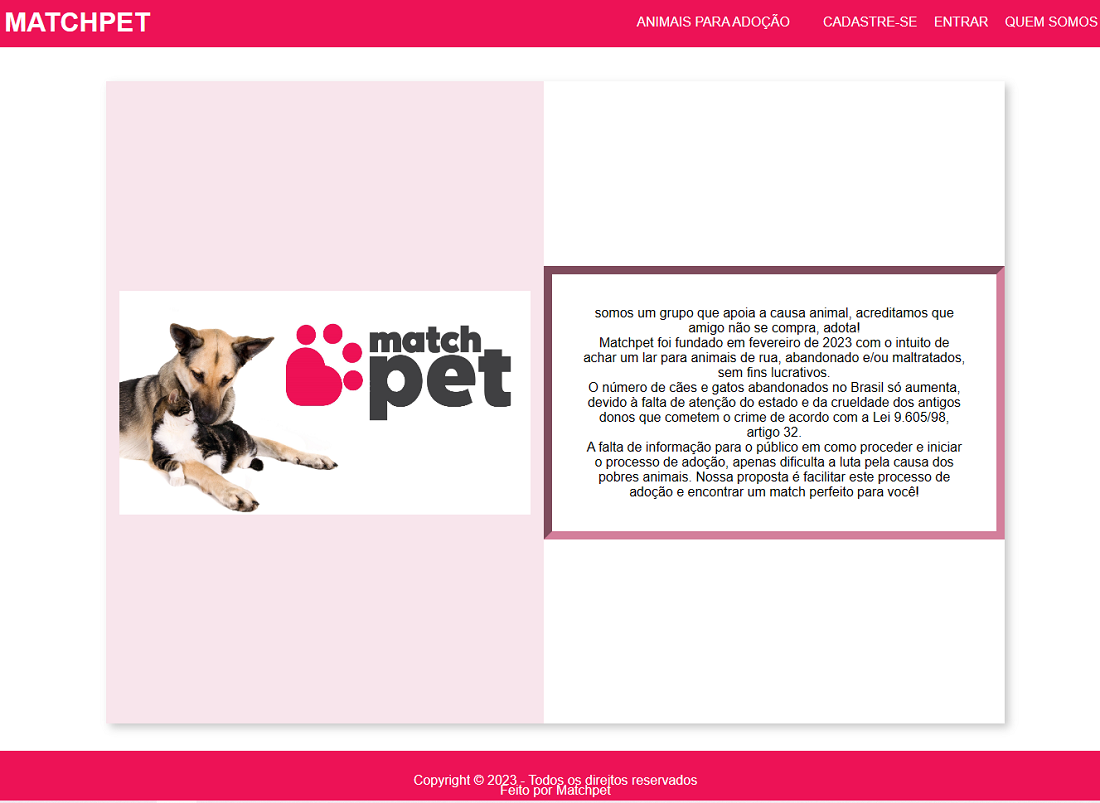 MATCHPET
ANIMAIS PARA ADOÇÃO CADASTRE-SE ENTRAR QUEM SOMOS
match
pet
somos um grupo que apoia a causa animal, acreditamos que
amigo não se compra, adota!
Matchpet foi fundado em fevereiro de 2023 com o intuito de
achar um lar para animais de rua, abandonado e/ou maltratados,
sem fins lucrativos.
O número de cães e gatos abandonados no Brasil só aumenta,
devido à falta de atenção do estado e da crueldade dos antigos
donos que cometem o crime de acordo com a Lei 9.605/98,
artigo 32.
A falta de informação para o público em como proceder e iniciar
o processo de adoção, apenas dificulta a luta pela causa dos
pobres animais. Nossa proposta é facilitar este processo de
adoção e encontrar um match perfeito para você!
Copyright © 2023 - Todos os direitos reservados
Feito por Matchpet